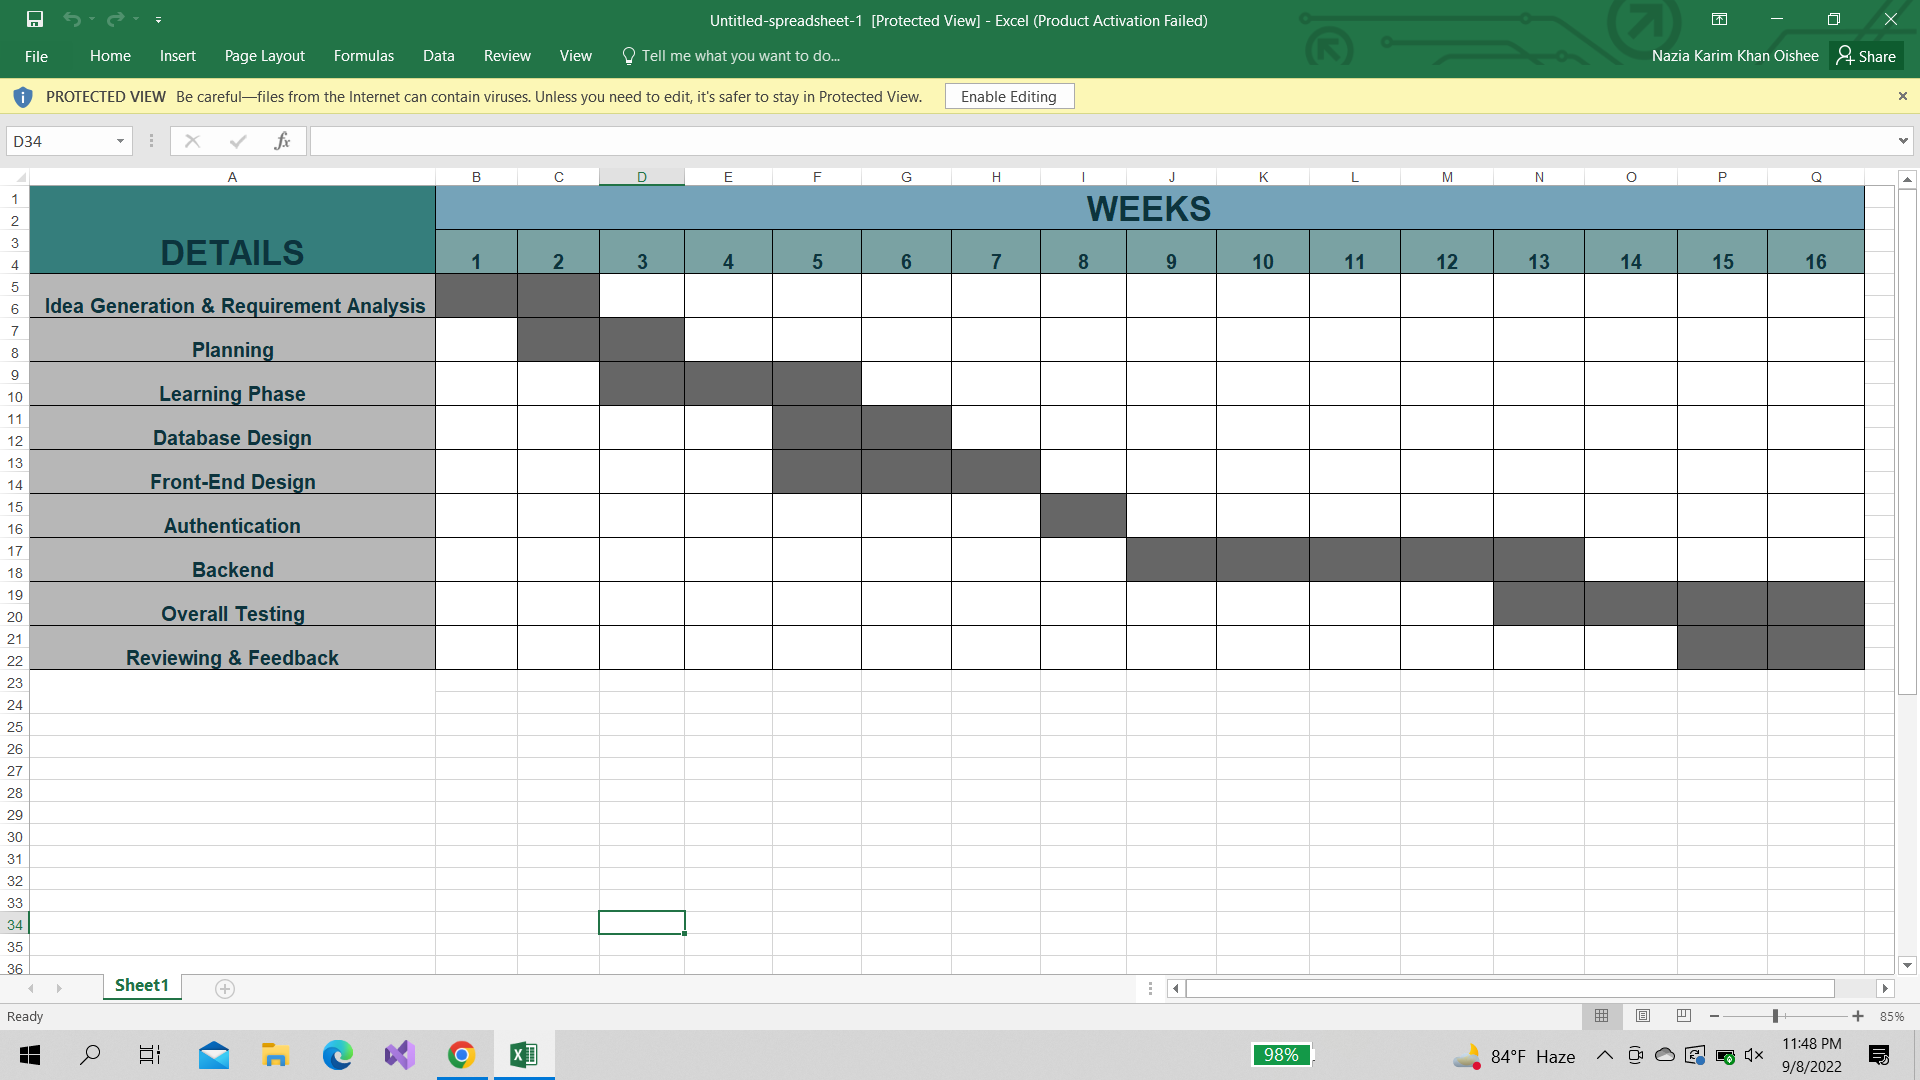 Untitled-spreadsheet-1 [Protected View] - Excel (Product Activation Failed)
File Home Insert Page Layout Formulas Data Review View Tell me what you want to do... Nazia Karim Khan Oishee Share
PROTECTED VIEW Be careful—files from the Internet can contain viruses. Unless you need to edit, it's safer to stay in Protected View. Enable Editing
D34 fx
A B C D E F G H I J K L M N O P Q
1 WEEKS
2
3
4 DETAILS 1 2 3 4 5 6 7 8 9 10 11 12 13 14 15 16
5
6 Idea Generation & Requirement Analysis
7
8 Planning
9
10 Learning Phase
11
12 Database Design
13
14 Front-End Design
15
16 Authentication
17
18 Backend
19
20 Overall Testing
21
22 Reviewing & Feedback
23
24
25
26
27
28
29
30
31
32
33
34
35
36
Sheet1
Ready 85%
98% 84°F Haze 11:48 PM
9/8/2022